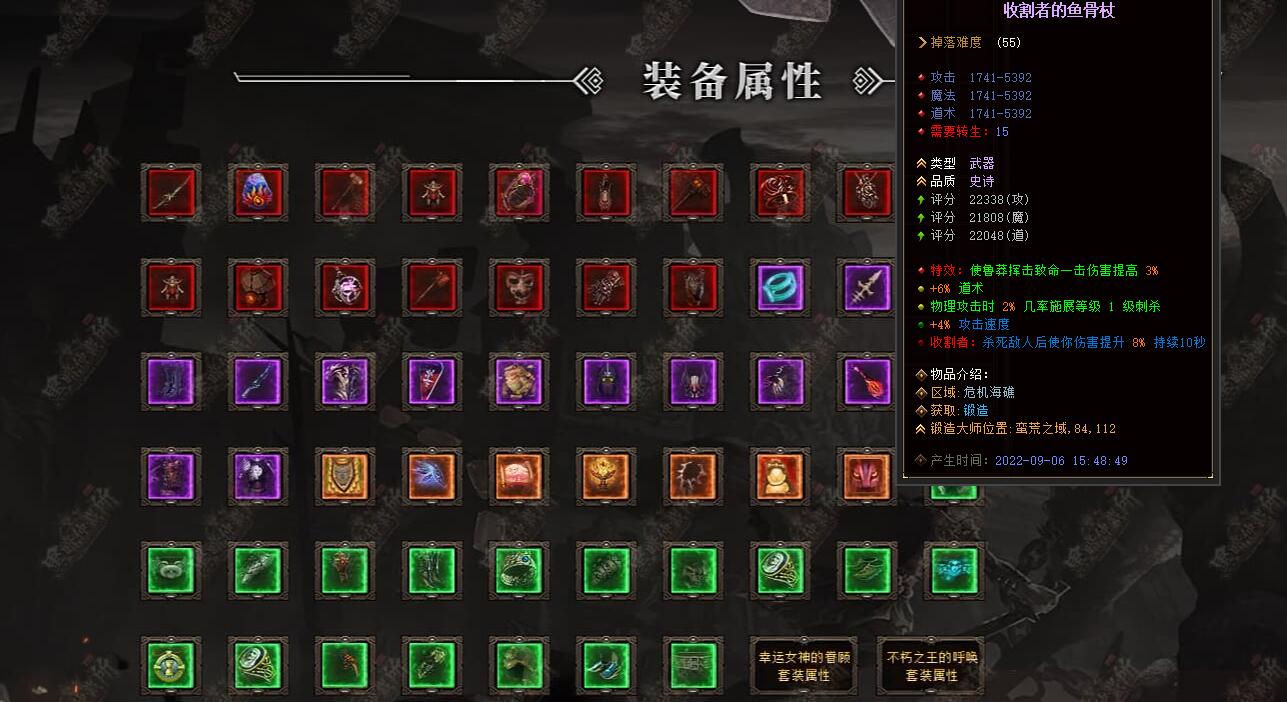 装备属性
收割者的鱼骨杖
掉落难度 (55)
攻击 1741-5392
魔法 1741-5392
道术 1741-5392
需要转生: 15
类型 武器
品质 史诗
评分 22338(攻)
评分 21808(魔)
评分 22048(道)
特效: 使鲁莽挥击致命一击伤害提高 3%
+6% 道术
物理攻击时 2% 几率施展等级 1 级刺杀
+4% 攻击速度
收割者: 杀死敌人后使你伤害提升 8% 持续10秒
物品介绍:
区域:危机海礁
获取:锻造
锻造大师位置:蛮荒之域,84,112
产生时间: 2022-09-06 15:48:49
幸运女神的眷顾
套装属性
不朽之王的呼唤
套装属性